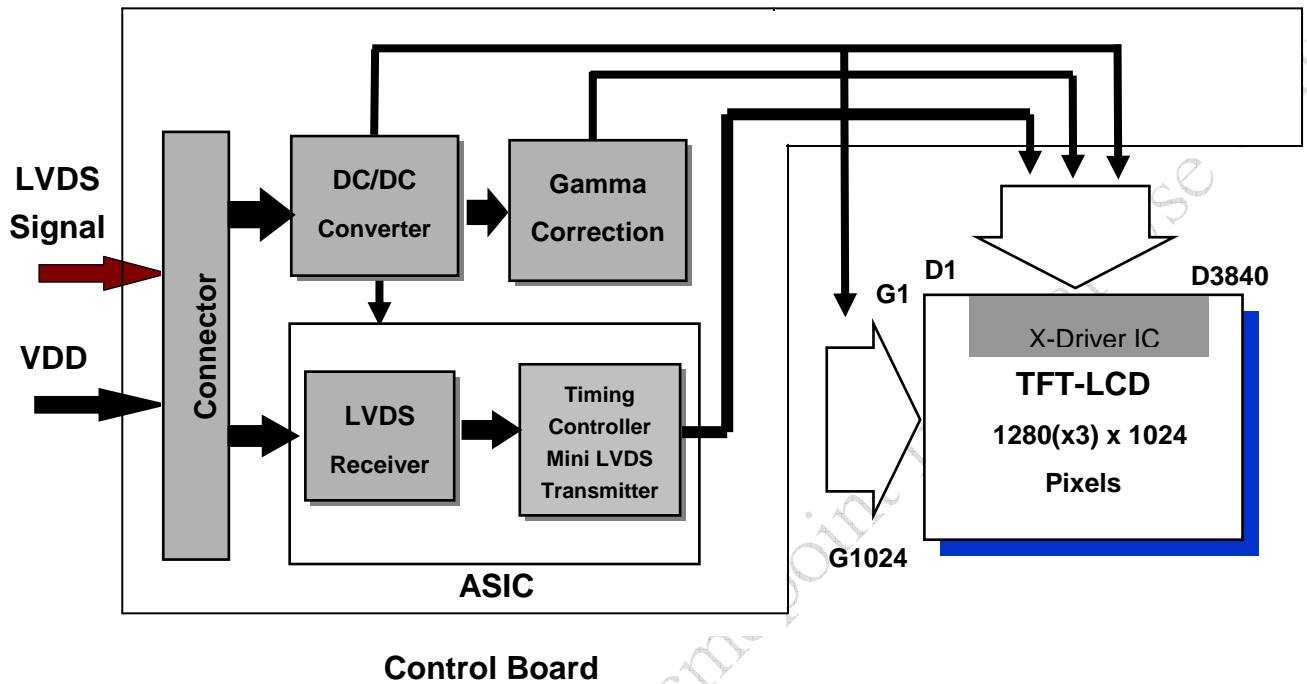 LVDS
Signal
VDD
Connector
DC/DC
Converter
Gamma
Correction
LVDS
Receiver
Timing
Controller
Mini LVDS
Transmitter
ASIC
Control Board
G1
G1024
D1
D3840
X-Driver IC
TFT-LCD
1280(x3) x 1024
Pixels